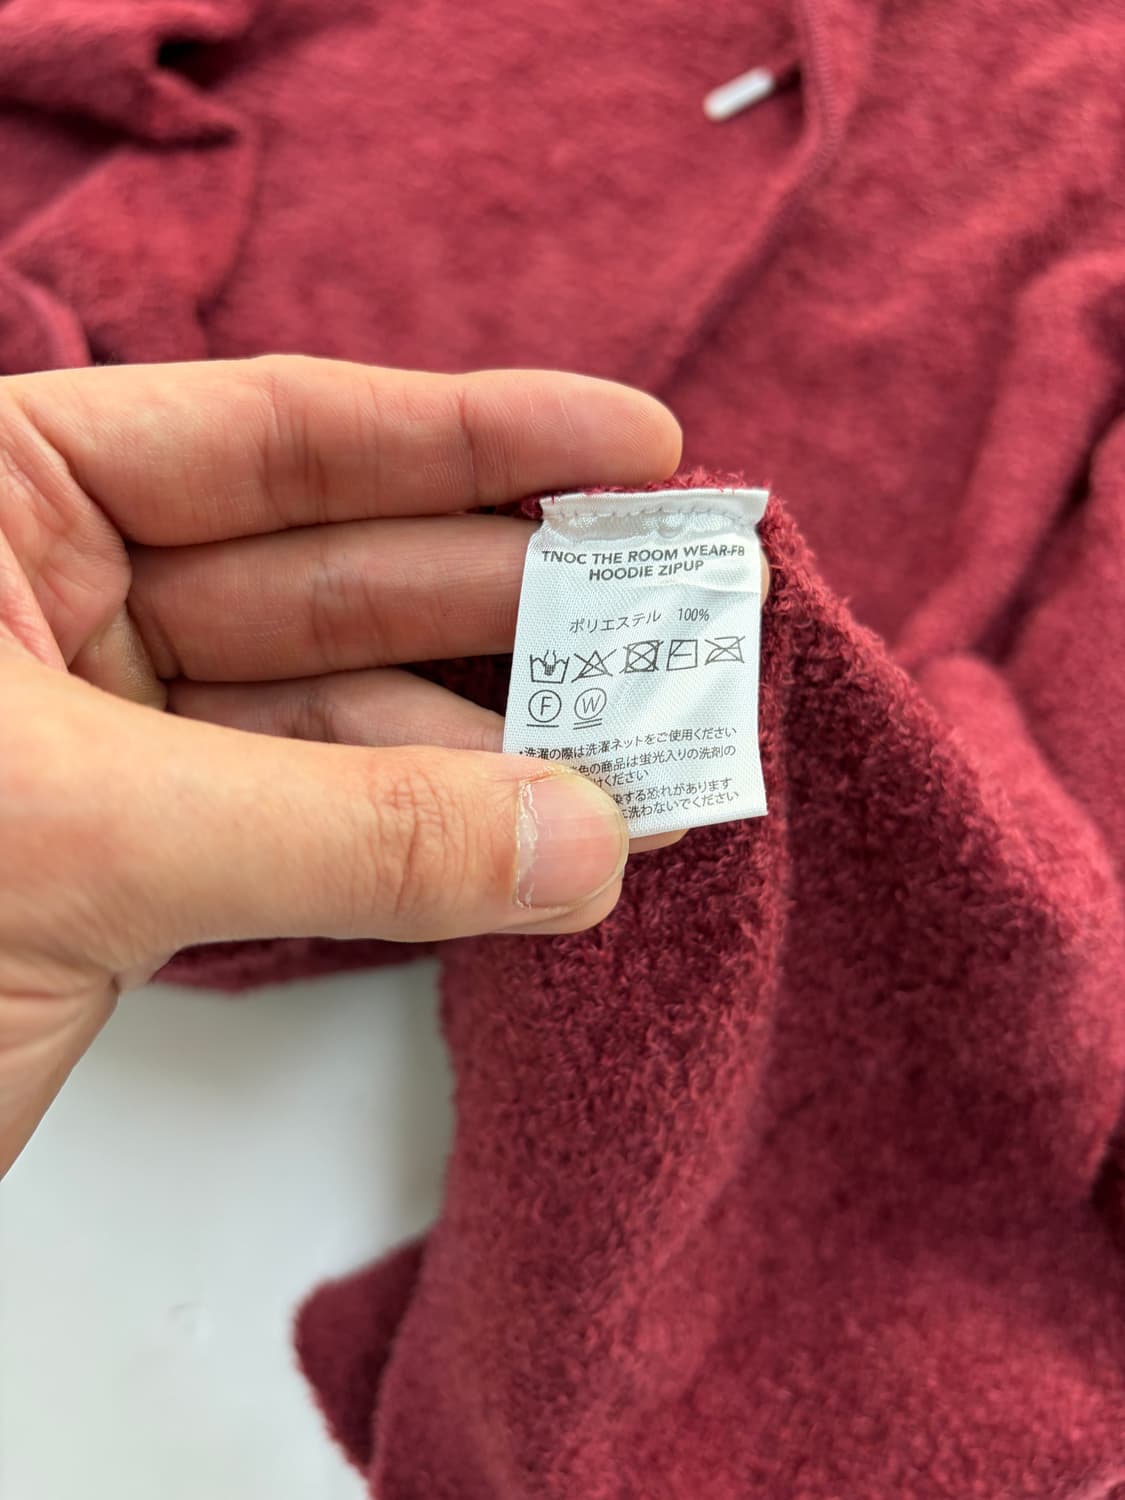 TNOC THE ROOM WEAR-FB
HOODIE ZIPUP
ポリエステル 100%
F W
・洗濯の際は洗濯ネットをご使用ください
色の商品は蛍光入りの洗剤の
けください
染する恐れがあります
に洗わないでください